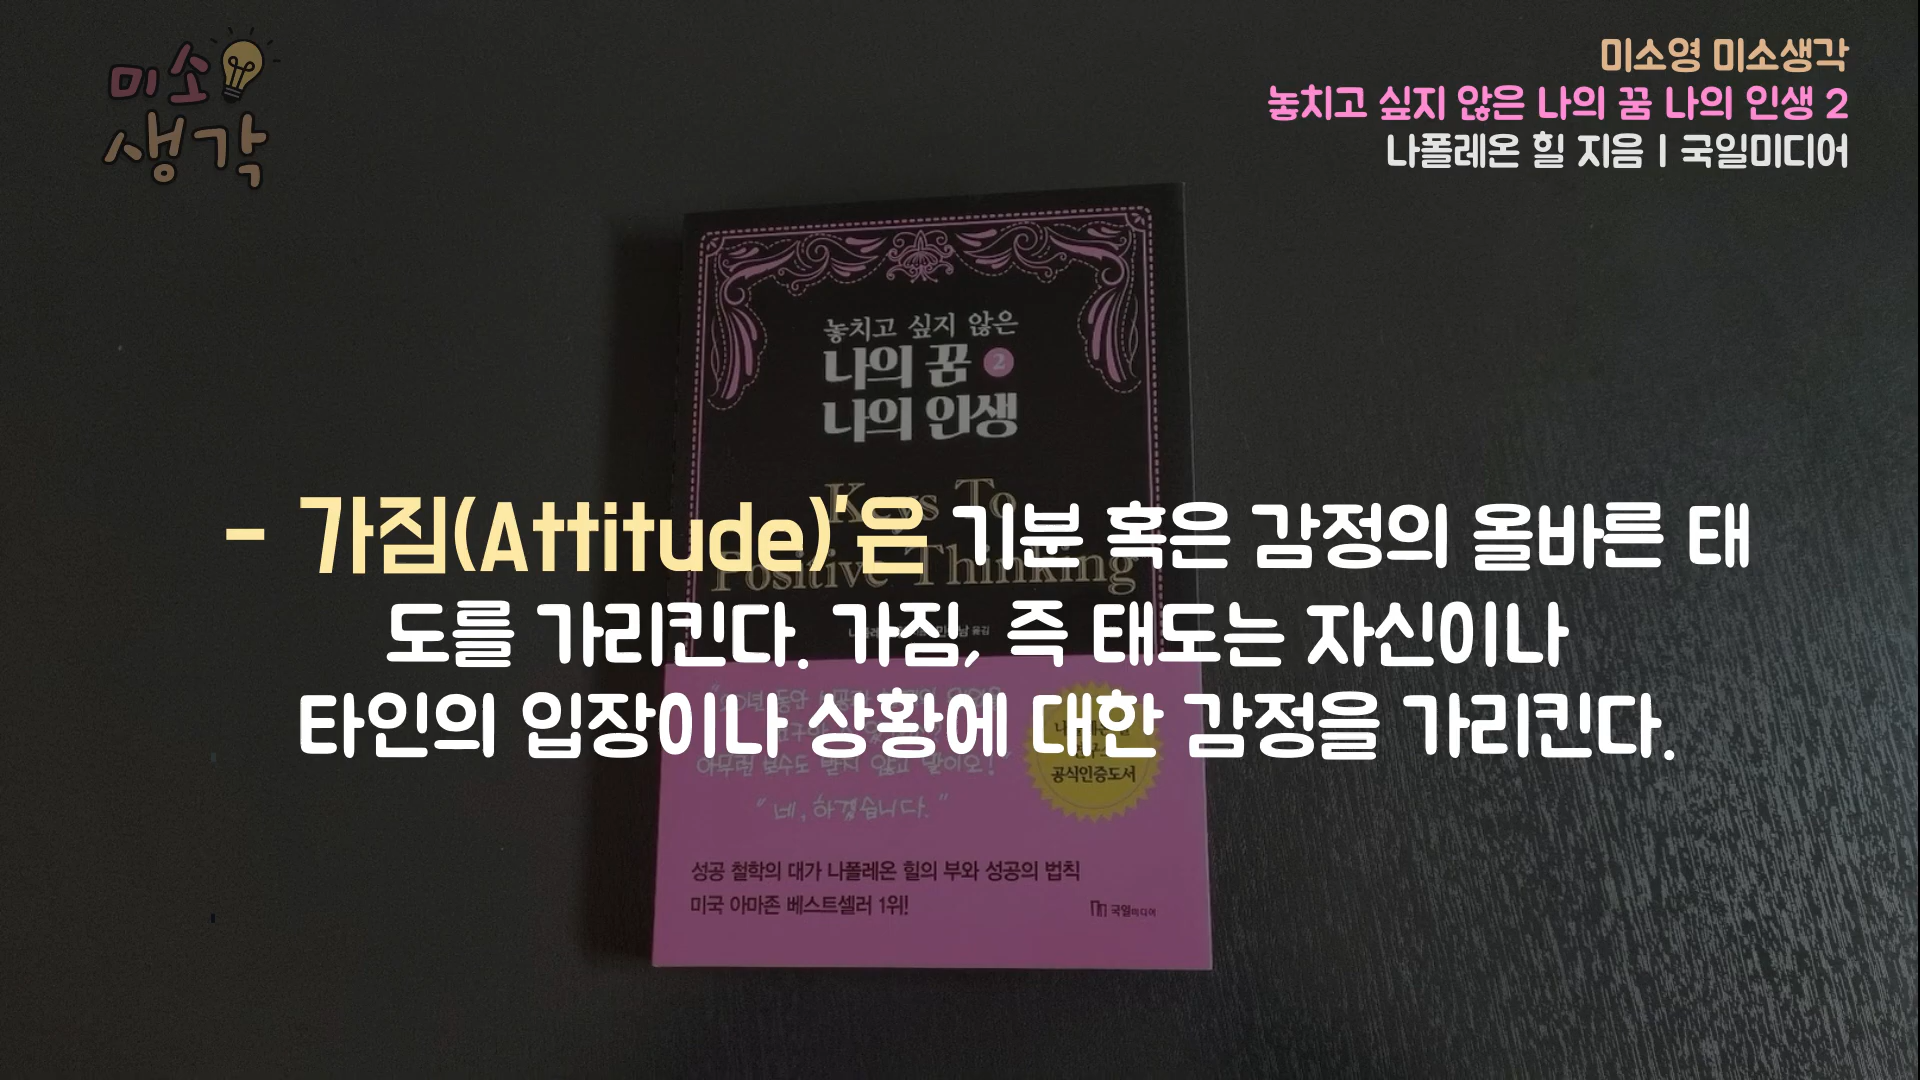 미소
생각
미소영 미소생각
놓치고 싶지 않은 나의 꿈 나의 인생 2
나폴레온 힐 지음 | 국일미디어
놓치고 싶지 않은
나의 꿈 2
나의 인생
Keys To
Positive Thinking
- 가짐(Attitude)'은 기분 혹은 감정의 올바른 태
도를 가리킨다. 가짐, 즉 태도는 자신이나
타인의 입장이나 상황에 대한 감정을 가리킨다.
공식인증도서
"네, 하겠습니다."
성공 철학의 대가 나폴레온 힐의 부와 성공의 법칙
미국 아마존 베스트셀러 1위!
국일미디어